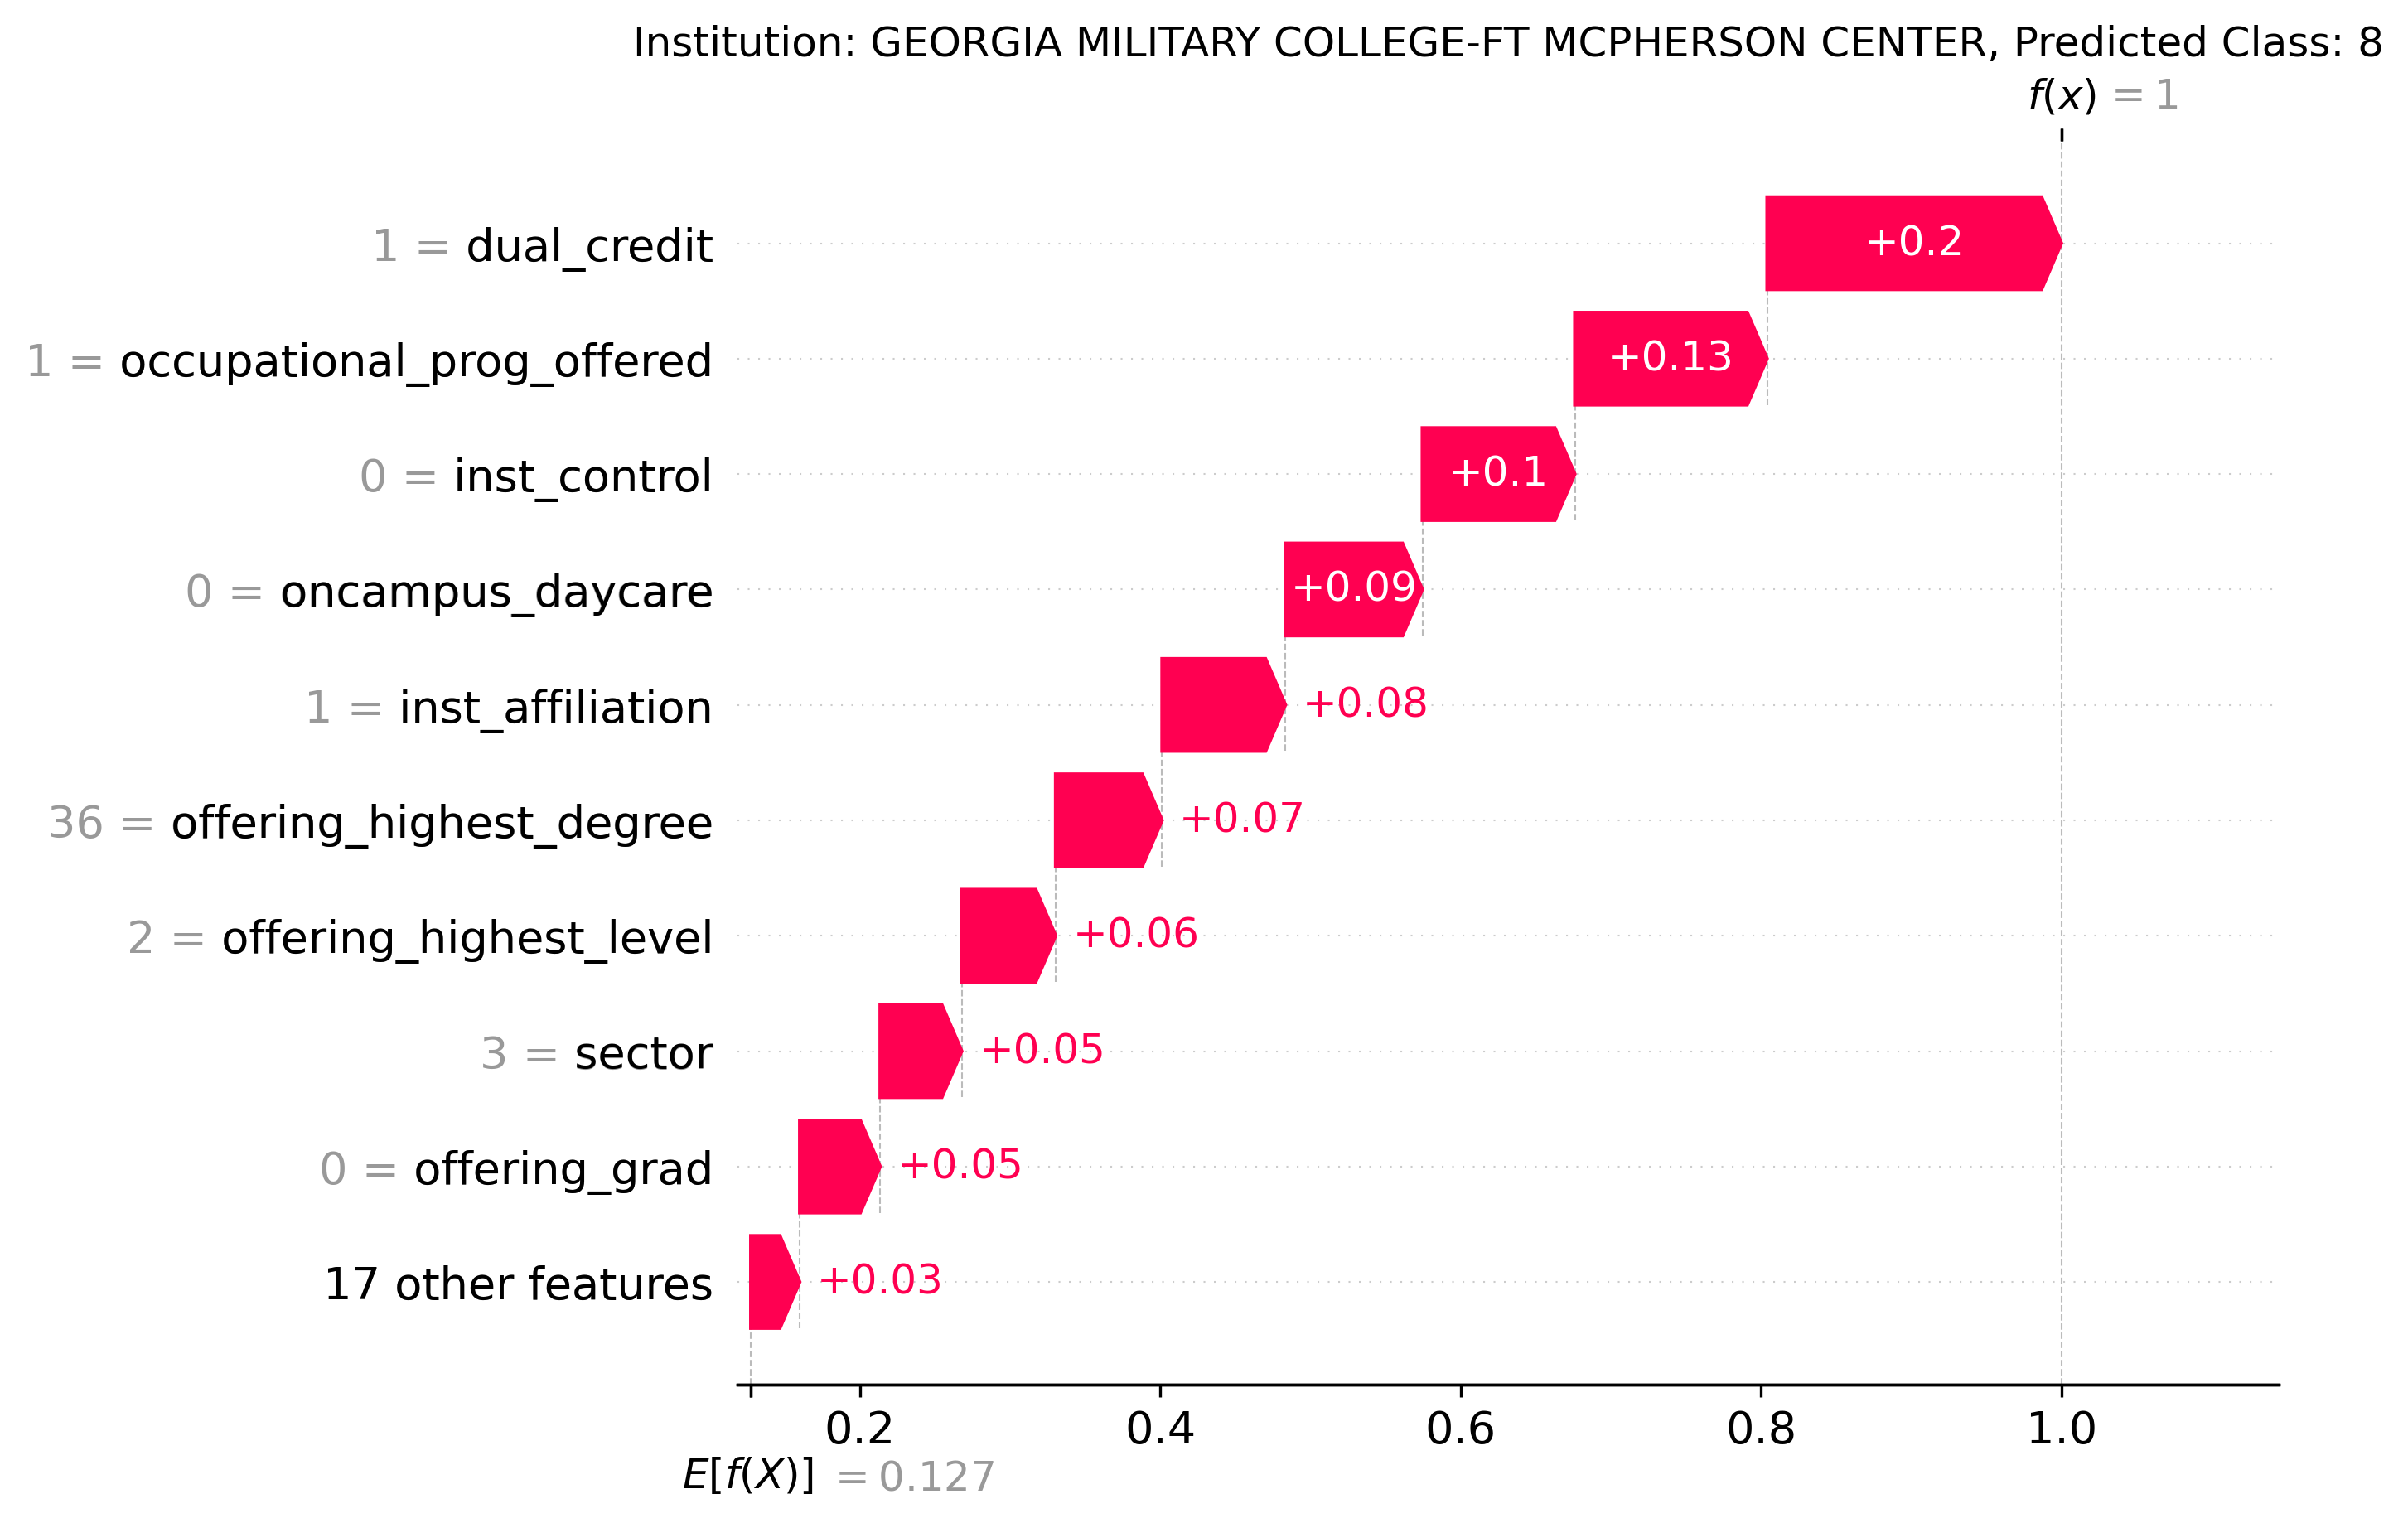 Institution: GEORGIA MILITARY COLLEGE-FT MCPHERSON CENTER, Predicted Class: 8
f(x) = 1
1 = dual_credit +0.2
1 = occupational_prog_offered +0.13
0 = inst_control +0.1
0 = oncampus_daycare +0.09
1 = inst_affiliation +0.08
36 = offering_highest_degree +0.07
2 = offering_highest_level +0.06
3 = sector +0.05
0 = offering_grad +0.05
17 other features +0.03
0.2 0.4 0.6 0.8 1.0
E[f(X)] = 0.127